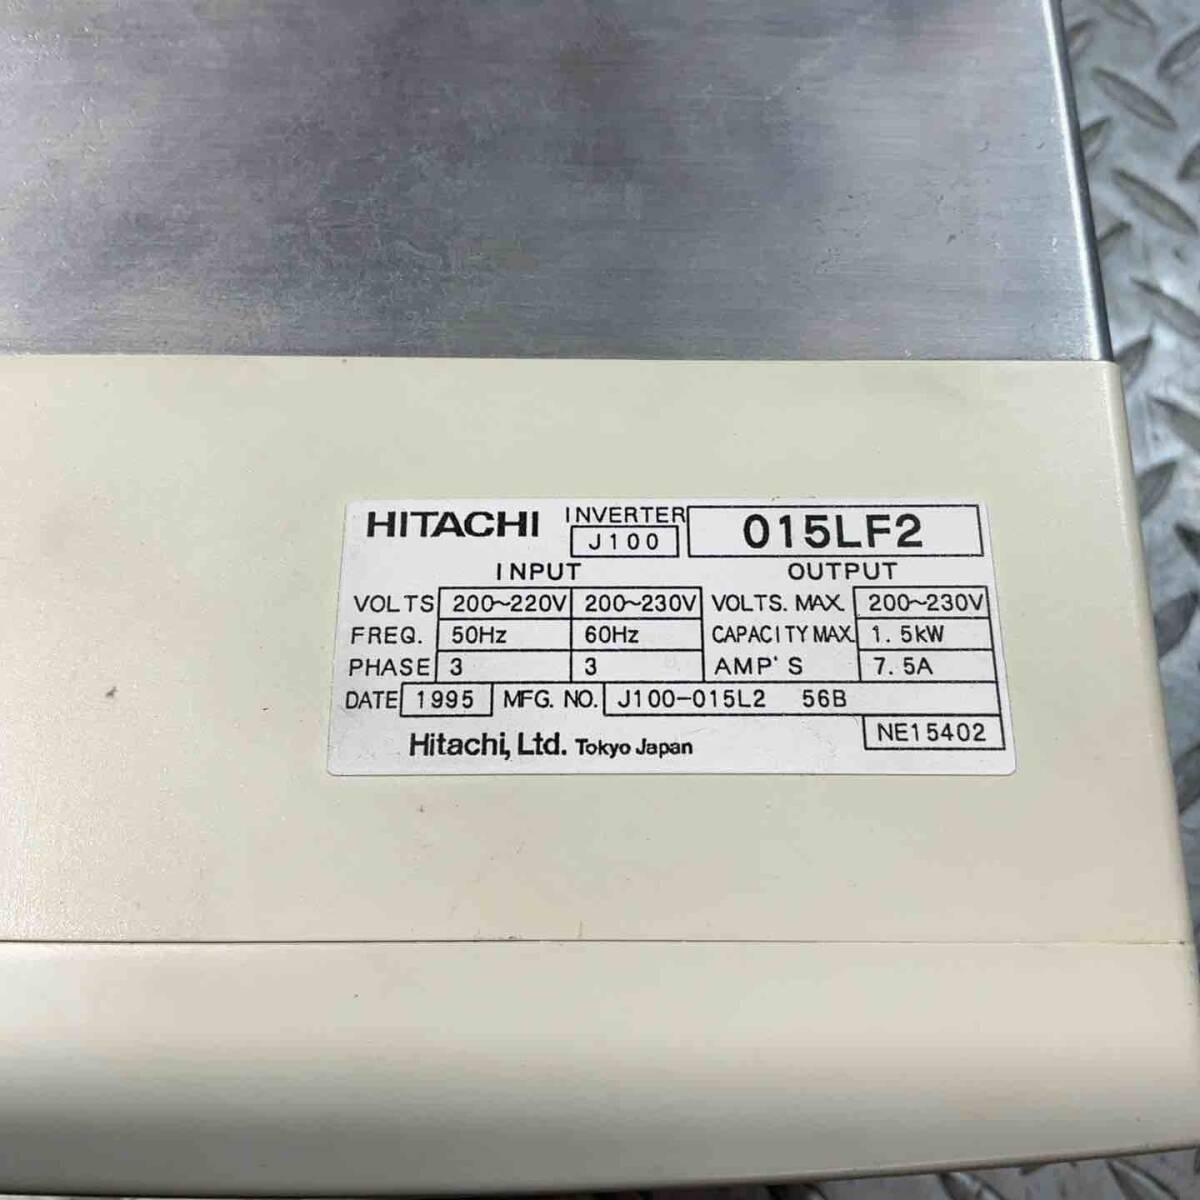 HITACHI INVERTER J100 015LF2
INPUT OUTPUT
VOLTS 200~220V 200~230V VOLTS. MAX. 200~230V
FREQ. 50Hz 60Hz CAPACITY MAX. 1.5kW
PHASE 3 3 AMP'S 7.5A
DATE 1995 MFG. NO. J100-015L2 56B
Hitachi, Ltd. Tokyo Japan NE15402